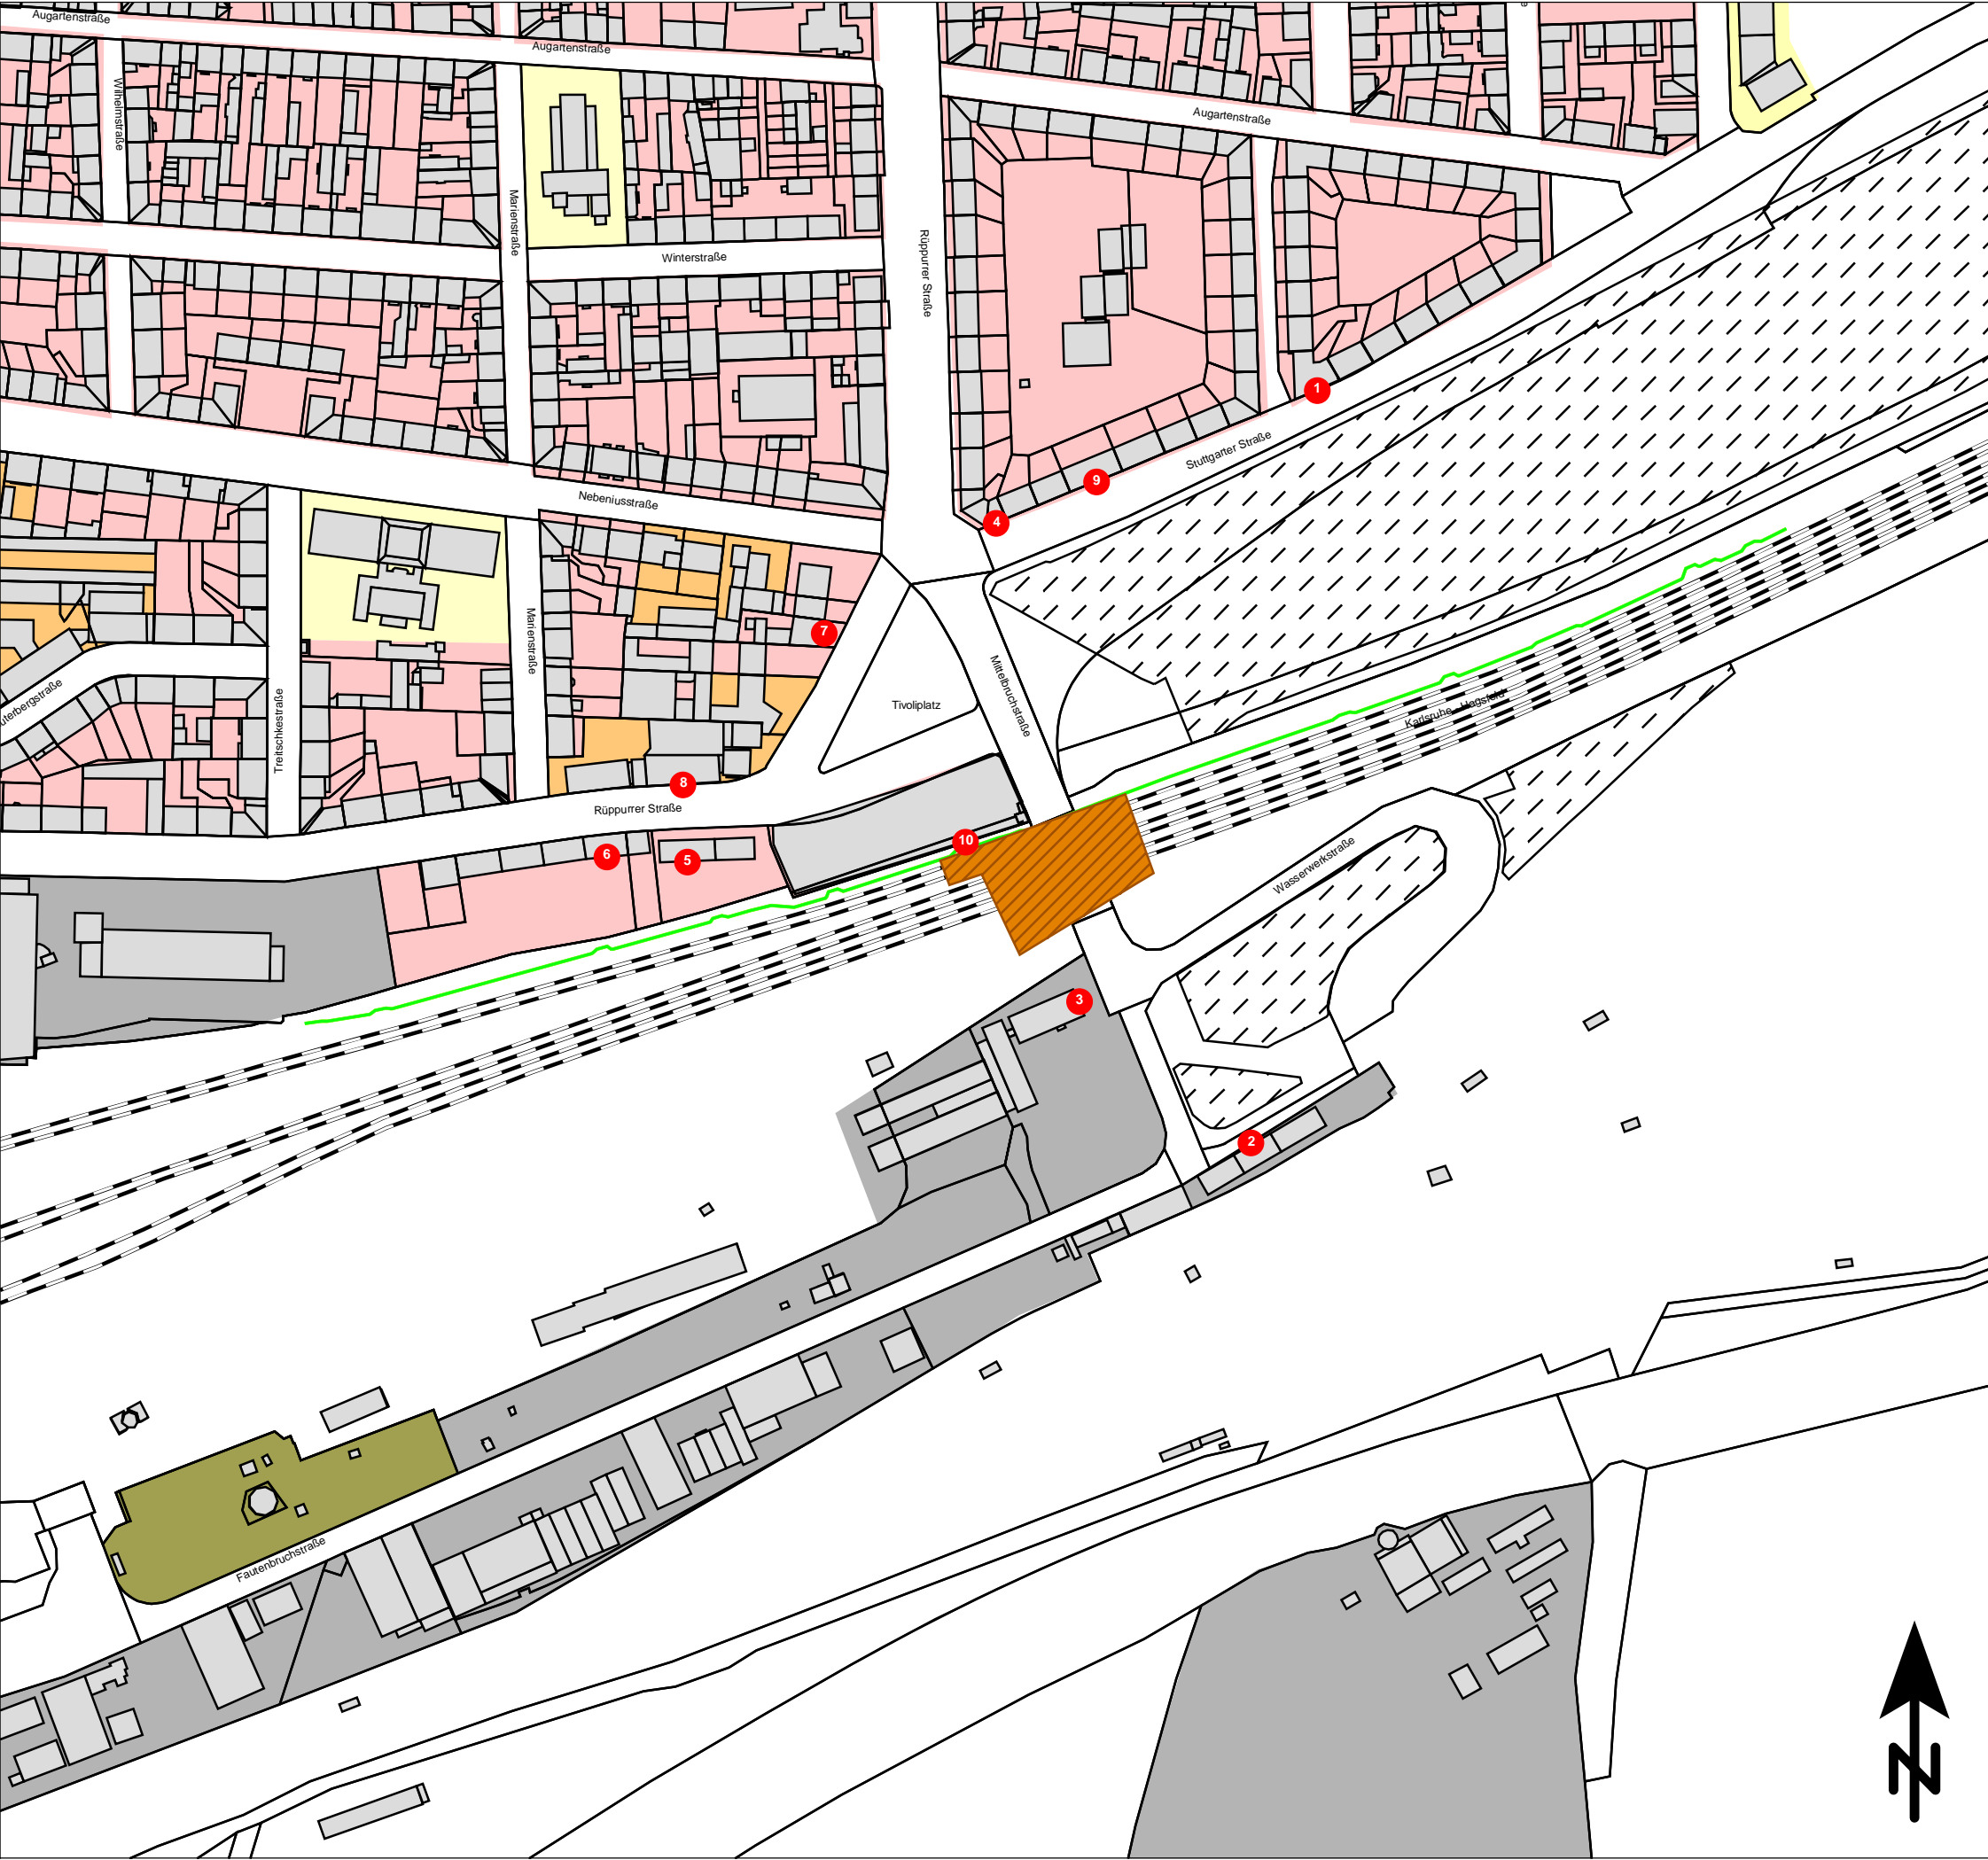 Augartenstraße
Augartenstraße
Augartenstraße
Wilhelmstraße
Marienstraße
Winterstraße
Rüppurrer Straße
1
Stuttgarter Straße
9
4
Nebeniusstraße
7
Marienstraße
Mittelbruchstraße
Tivoliplatz
Karlsruhe - Hagsfeld
uterbergstraße
Treitschkestraße
8
Rüppurrer Straße
10
6
5
Wasserwerkstraße
3
2
Fautenbruchstraße
N